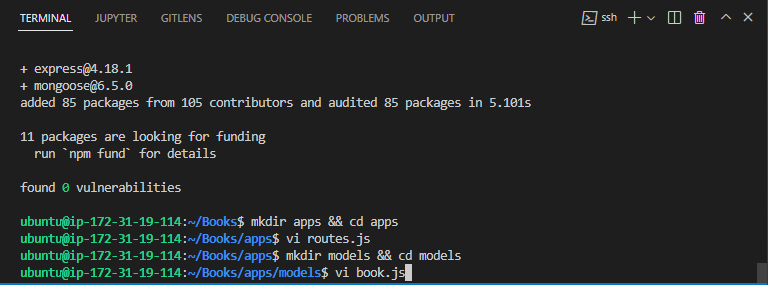 TERMINAL JUPYTER GITLENS DEBUG CONSOLE PROBLEMS OUTPUT ssh
+ express@4.18.1
+ mongoose@6.5.0
added 85 packages from 105 contributors and audited 85 packages in 5.101s
11 packages are looking for funding
  run `npm fund` for details
found 0 vulnerabilities
ubuntu@ip-172-31-19-114:~/Books$ mkdir apps && cd apps
ubuntu@ip-172-31-19-114:~/Books/apps$ vi routes.js
ubuntu@ip-172-31-19-114:~/Books/apps$ mkdir models && cd models
ubuntu@ip-172-31-19-114:~/Books/apps/models$ vi book.js